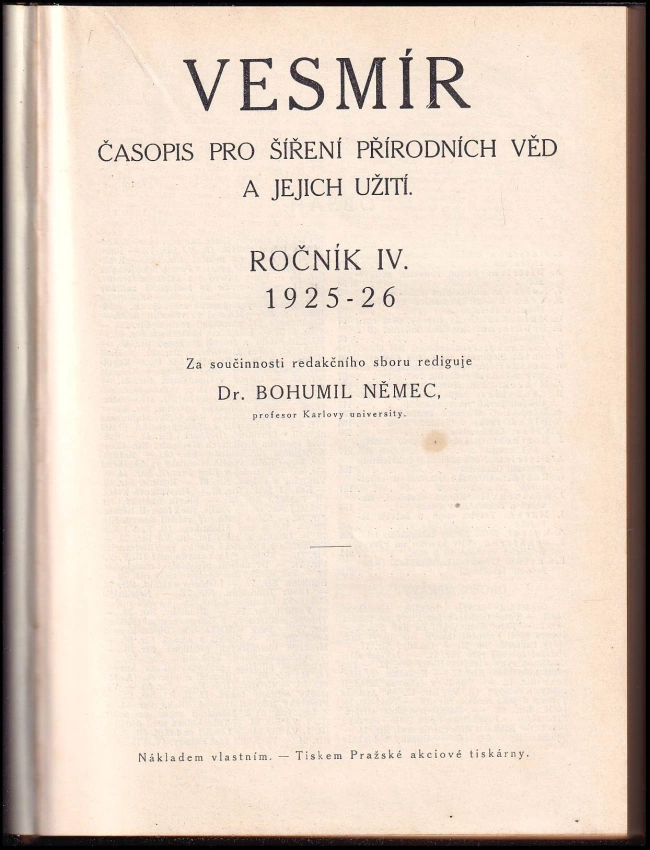 VESMÍR
ČASOPIS PRO ŠÍŘENÍ PŘÍRODNÍCH VĚD
A JEJICH UŽITÍ.
ROČNÍK IV.
1925-26
Za součinnosti redakčního sboru rediguje
Dr. BOHUMIL NĚMEC,
profesor Karlovy university.
Nákladem vlastním. — Tiskem Pražské akciové tiskárny.